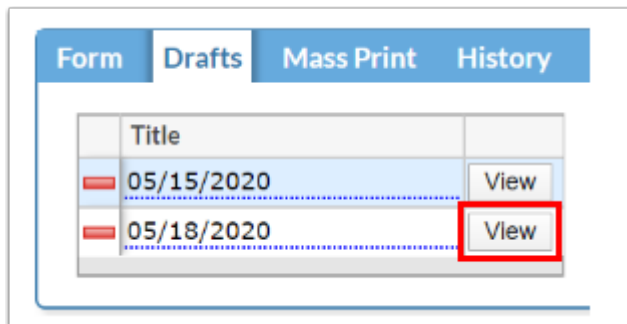 Form Drafts Mass Print History
Title
05/15/2020 View
05/18/2020 View